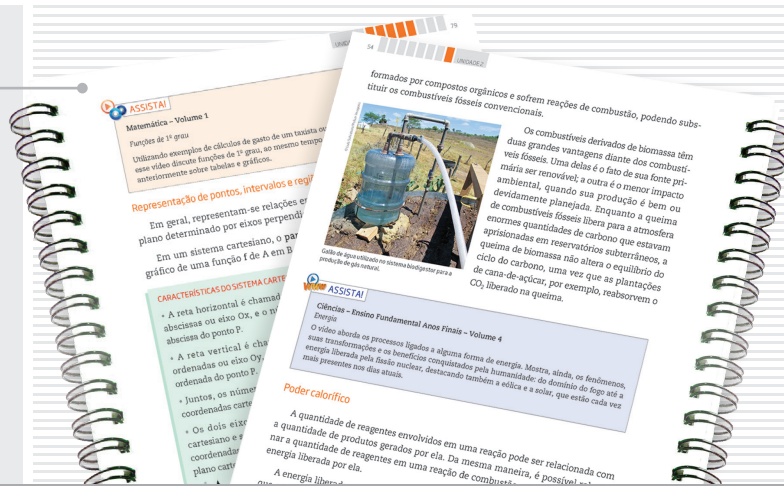 79
UNID
ASSISTA!
Matemática – Volume 1
Funções de 1º grau
Utilizando exemplos de cálculos de gasto de um taxista ou
esse vídeo discute funções de 1º grau, ao mesmo tempo
anteriormente sobre tabelas e gráficos.
Representação de pontos, intervalos e regiõ
Em geral, representam-se relações e
plano determinado por eixos perpendi
Em um sistema cartesiano, o par
gráfico de uma função f de A em B
CARACTERÍSTICAS DO SISTEMA CARTE
• A reta horizontal é chamad
abscissas ou eixo Ox, e o n
abscissa do ponto P.
• A reta vertical é cha
ordenadas ou eixo Oy,
ordenada do ponto P.
• Juntos, os núme
coordenadas carte
• Os dois eixo
cartesiano e s
coordenada
plano carte
54
UNIDADE 2
formados por compostos orgânicos e sofrem reações de combustão, podendo subs-
tituir os combustíveis fósseis convencionais.
Os combustíveis derivados de biomassa têm
duas grandes vantagens diante dos combustí-
veis fósseis. Uma delas é o fato de sua fonte pri-
mária ser renovável; a outra é o menor impacto
ambiental, quando sua produção é bem ou
devidamente planejada. Enquanto a queima
de combustíveis fósseis libera para a atmosfera
enormes quantidades de carbono que estavam
aprisionadas em reservatórios subterrâneos, a
queima de biomassa não altera o equilíbrio do
ciclo do carbono, uma vez que as plantações
de cana-de-açúcar, por exemplo, reabsorvem o
CO₂ liberado na queima.
Galão de água utilizado no sistema biodigestor para a
produção de gás natural.
ASSISTA!
Ciências – Ensino Fundamental Anos Finais – Volume 4
Energia
O vídeo aborda os processos ligados a alguma forma de energia. Mostra, ainda, os fenômenos,
suas transformações e os benefícios conquistados pela humanidade: do domínio do fogo até a
energia liberada pela fissão nuclear, destacando também a eólica e a solar, que estão cada vez
mais presentes nos dias atuais.
Poder calorífico
A quantidade de reagentes envolvidos em uma reação pode ser relacionada com
a quantidade de produtos gerados por ela. Da mesma maneira, é possível
nar a quantidade de reagentes em uma reação de combustão
energia liberada por ela.
A energia libera